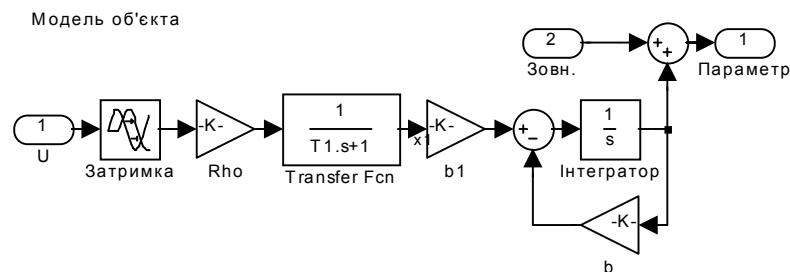 Модель об'єкта
2
Зовн.
+
+
1
Параметр
1
U
Затримка
-K-
Rho
1
T1.s+1
Transfer Fcn
x1
-K-
b1
+
−
1
s
Інтегратор
-K-
b